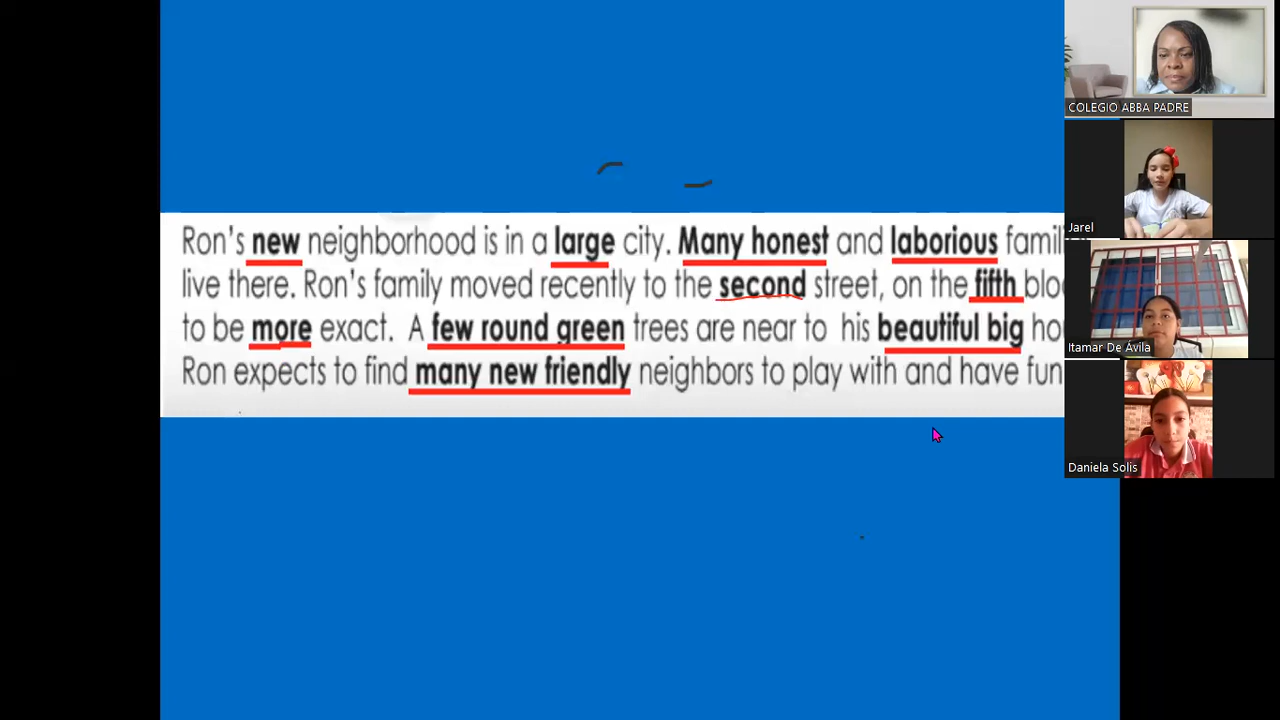 Ron's new neighborhood is in a large city. Many honest and laborious famil
live there. Ron's family moved recently to the second street, on the fifth blo
to be more exact. A few round green trees are near to his beautiful big ho
Ron expects to find many new friendly neighbors to play with and have fun
COLEGIO ABBA PADRE
Jarel
Itamar De Ávila
Daniela Solis